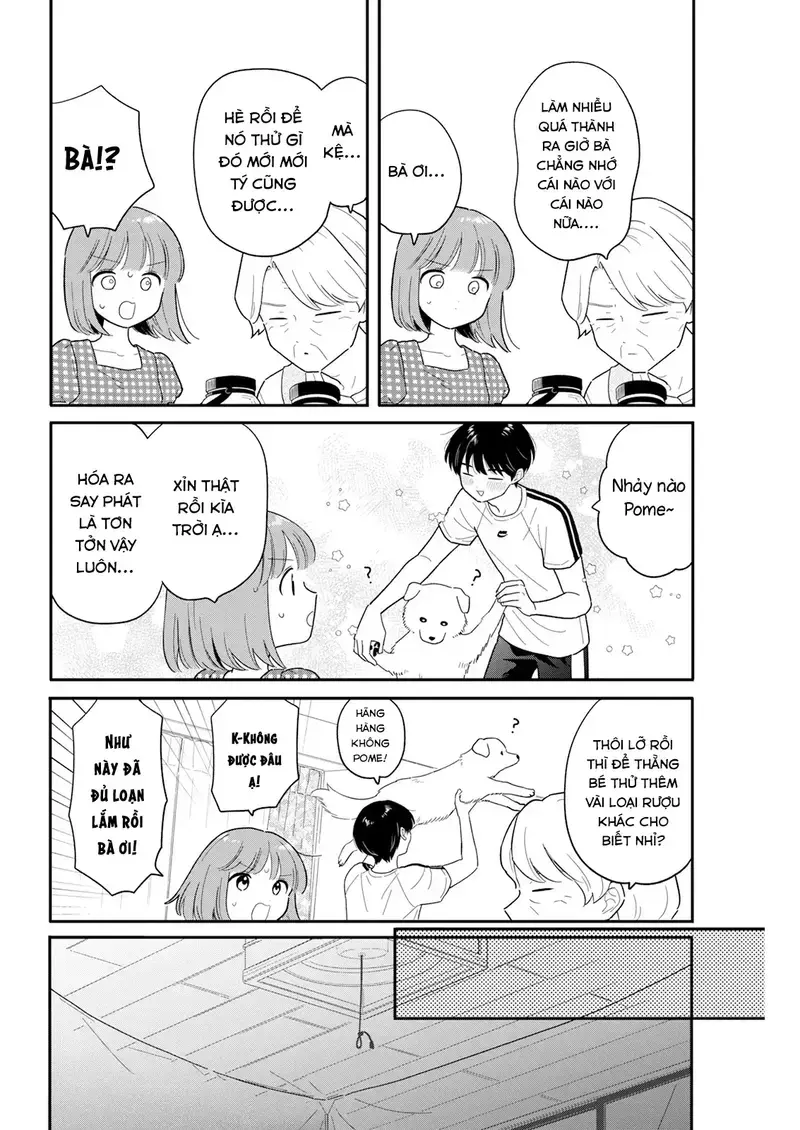 LÀM NHIỀU
QUÁ THÀNH
RA GIỜ BÀ
CHẲNG NHỚ
CÁI NÀO VỚI
CÁI NÀO
NỮA....
BÀ ƠI...
MÀ
KỆ...
HÈ RỒI ĐỂ
NÓ THỬ GÌ
ĐÓ MỚI MỚI
TÝ CŨNG
ĐƯỢC...
BÀ!?
Nhảy nào
Pome~
?
?
XỈN THẬT
RỒI KÌA
TRỜI Ạ...
HÓA RA
SAY PHÁT
LÀ TƠN
TỞN VẬY
LUÔN...
THÔI LỠ RỒI
THÌ ĐỂ THẰNG
BÉ THỬ THÊM
VÀI LOẠI RƯỢU
KHÁC CHO
BIẾT NHỈ?
?
HÃNG
HÀNG
KHÔNG
POME!
K-KHÔNG
ĐƯỢC ĐÂU
Ạ!
NHƯ
NÀY ĐÃ
ĐỦ LOẠN
LẮM RỒI
BÀ ƠI!